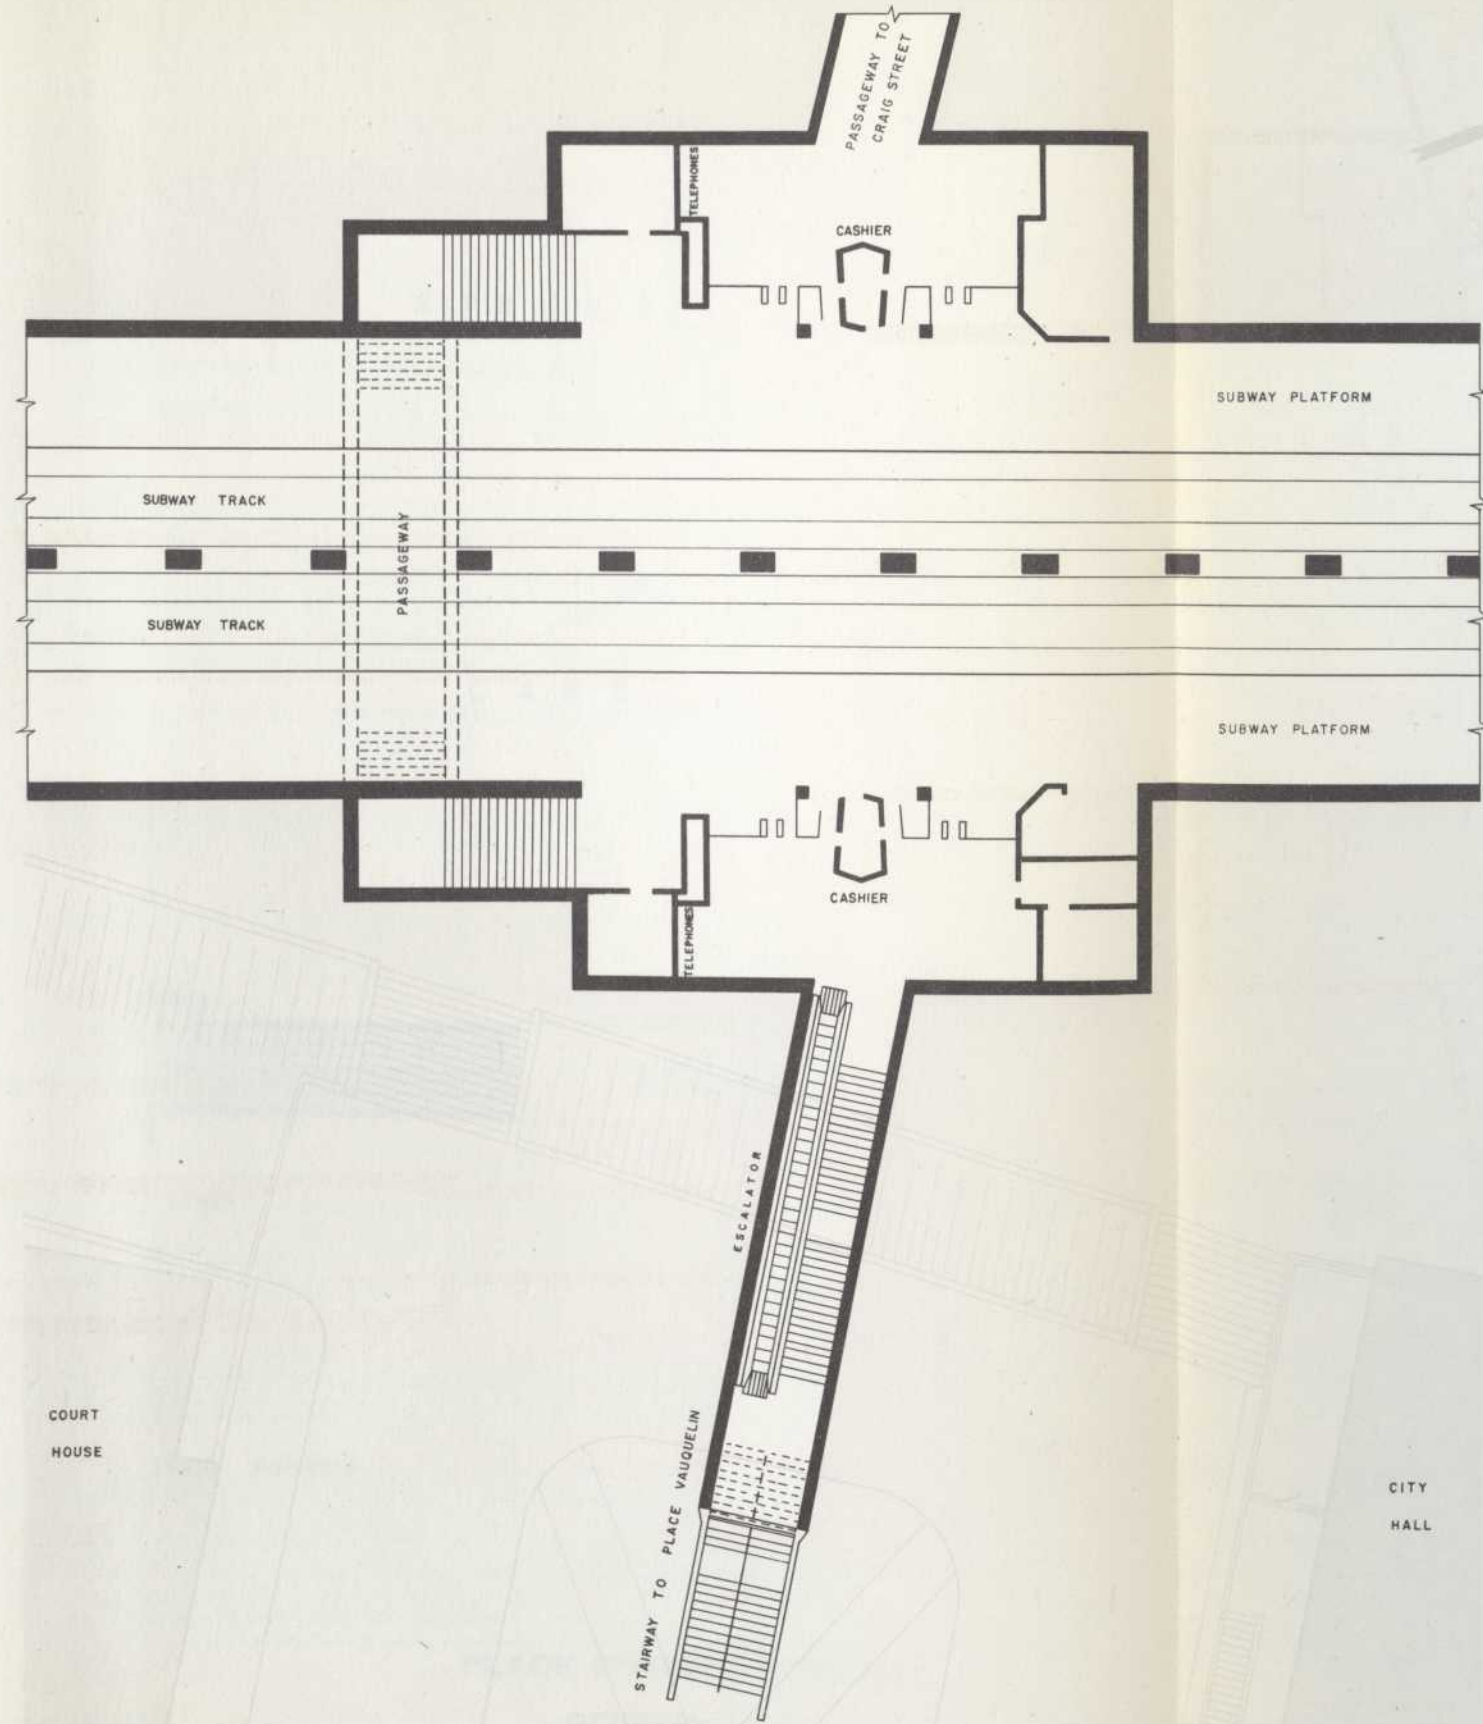 PASSAGEWAY TO
CRAIG STREET
TELEPHONES
CASHIER
SUBWAY PLATFORM
SUBWAY TRACK
PASSAGEWAY
SUBWAY TRACK
SUBWAY PLATFORM
CASHIER
TELEPHONES
ESCALATOR
STAIRWAY TO PLACE VAUQUELIN
COURT
HOUSE
CITY
HALL